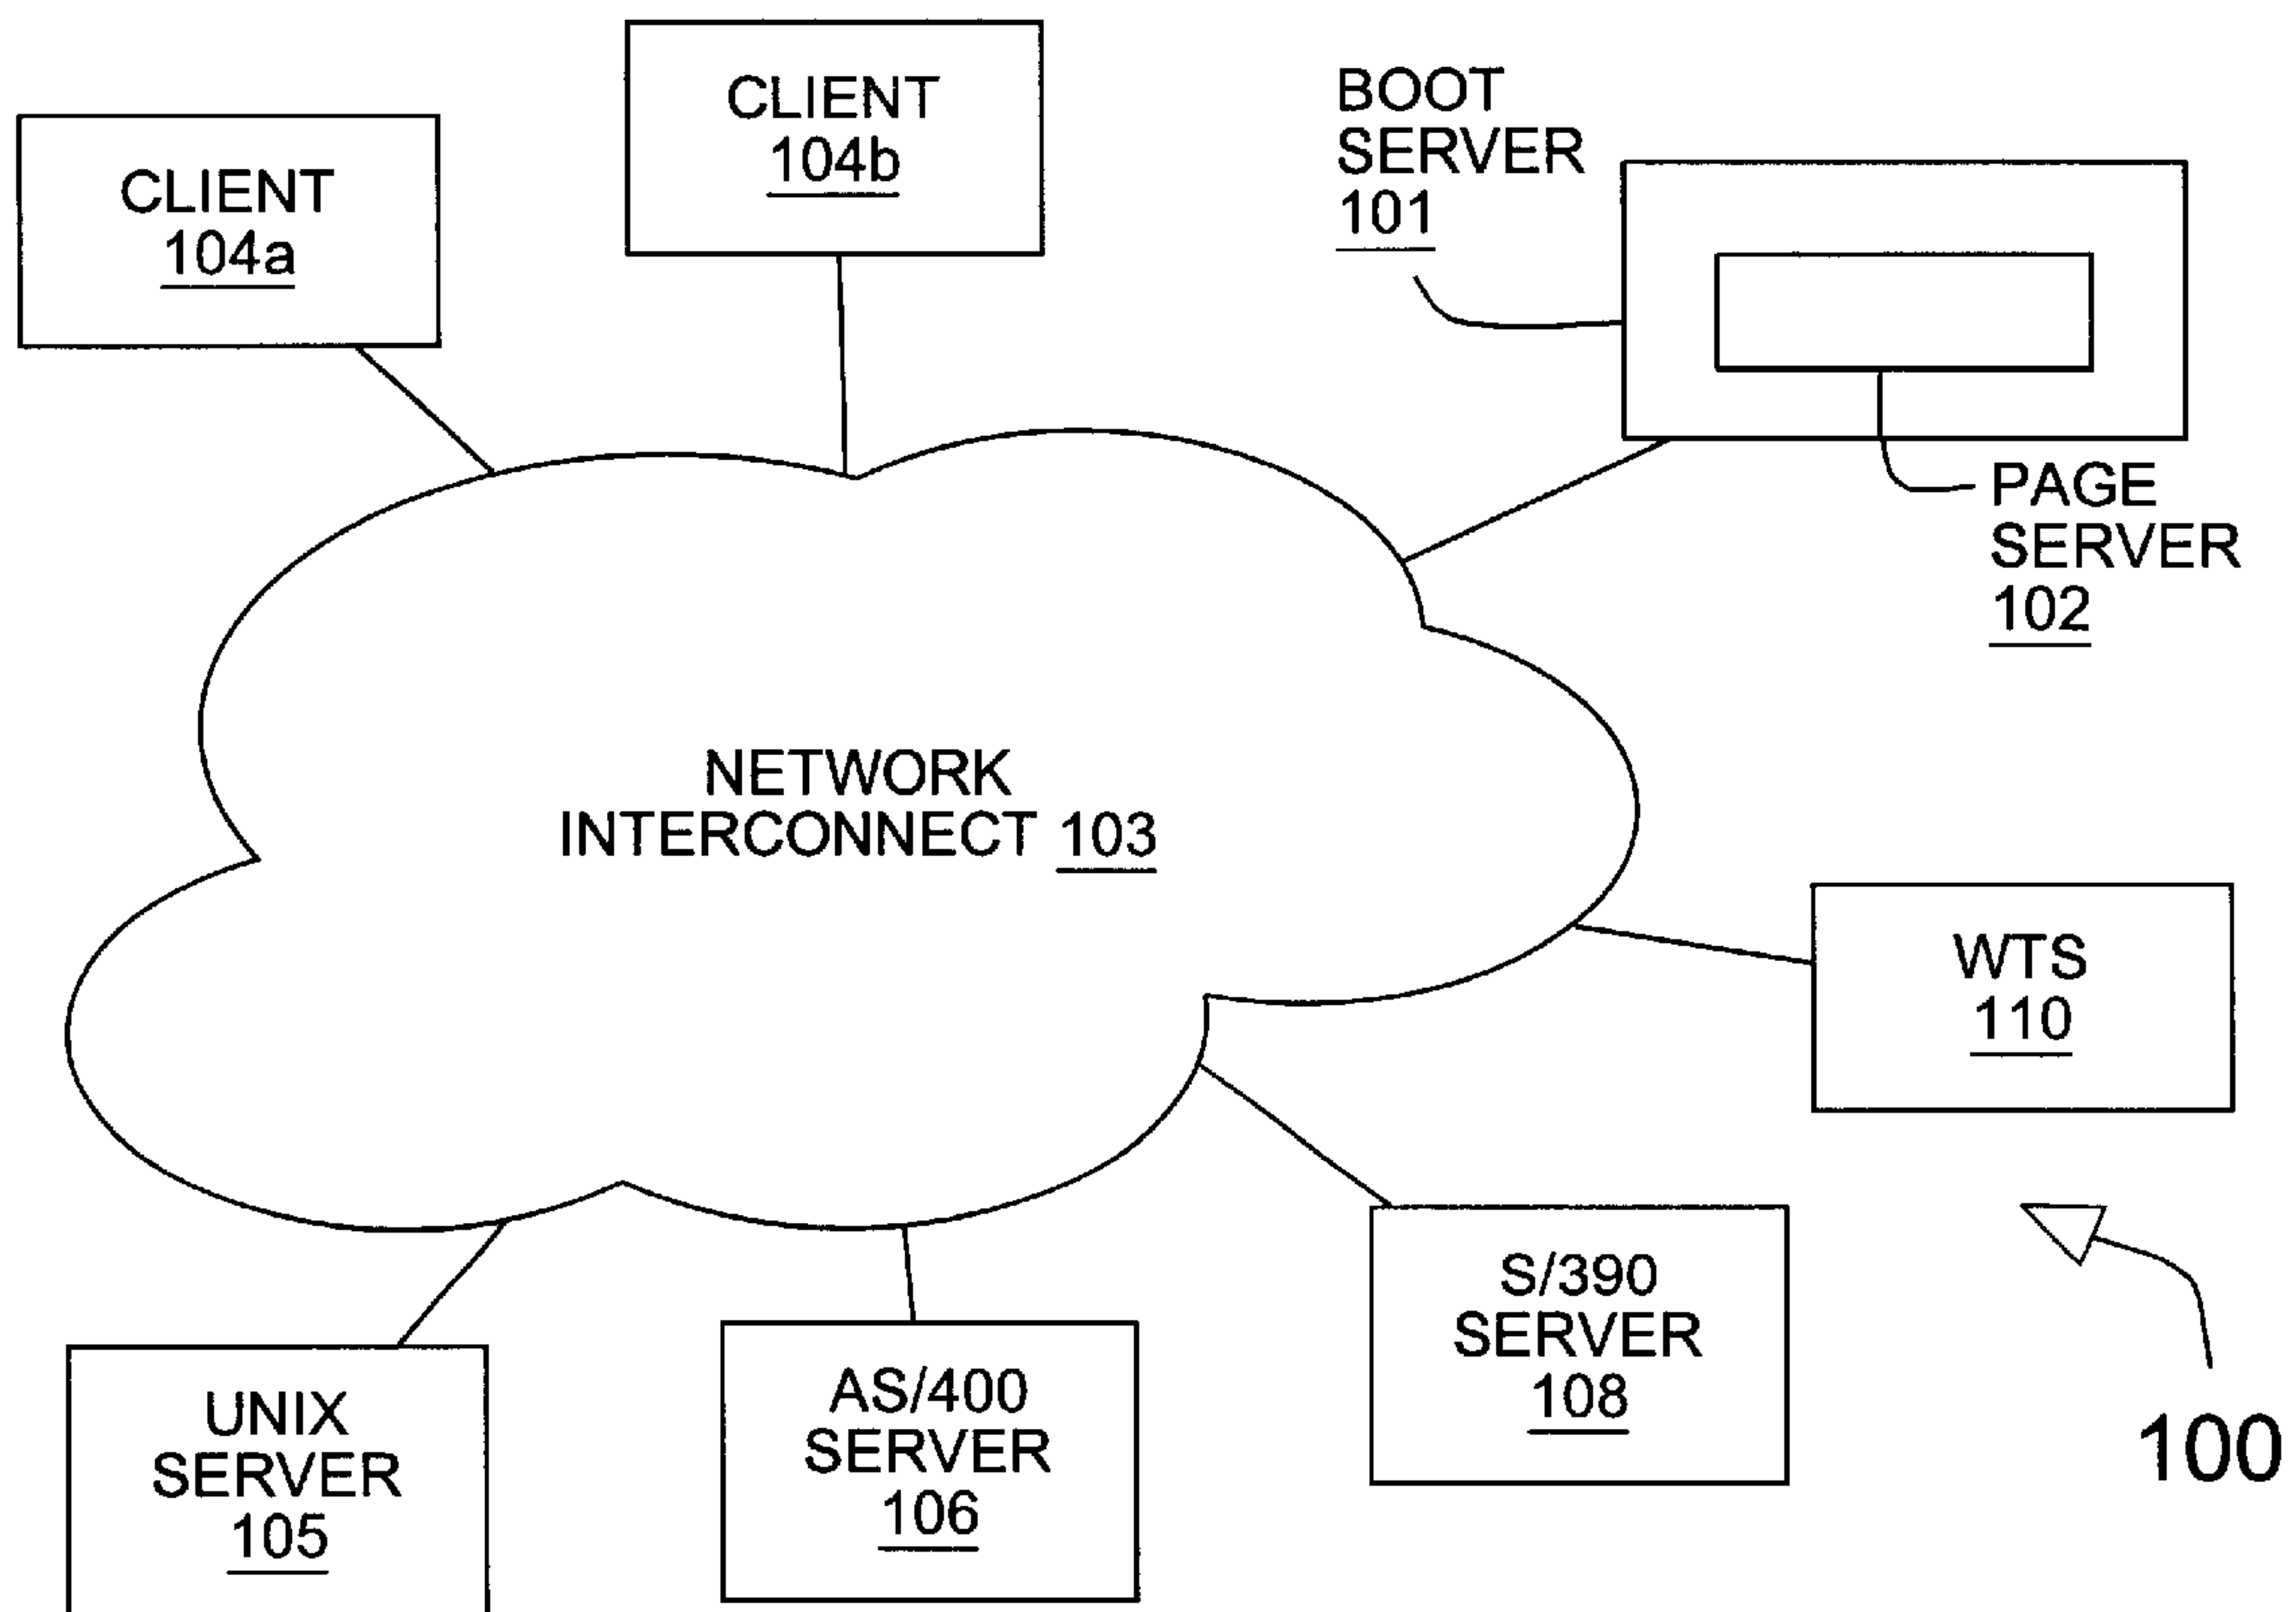 CLIENT
104a
CLIENT
104b
BOOT
SERVER
101
PAGE
SERVER
102
NETWORK
INTERCONNECT 103
WTS
110
S/390
SERVER
108
AS/400
SERVER
106
UNIX
SERVER
105
100